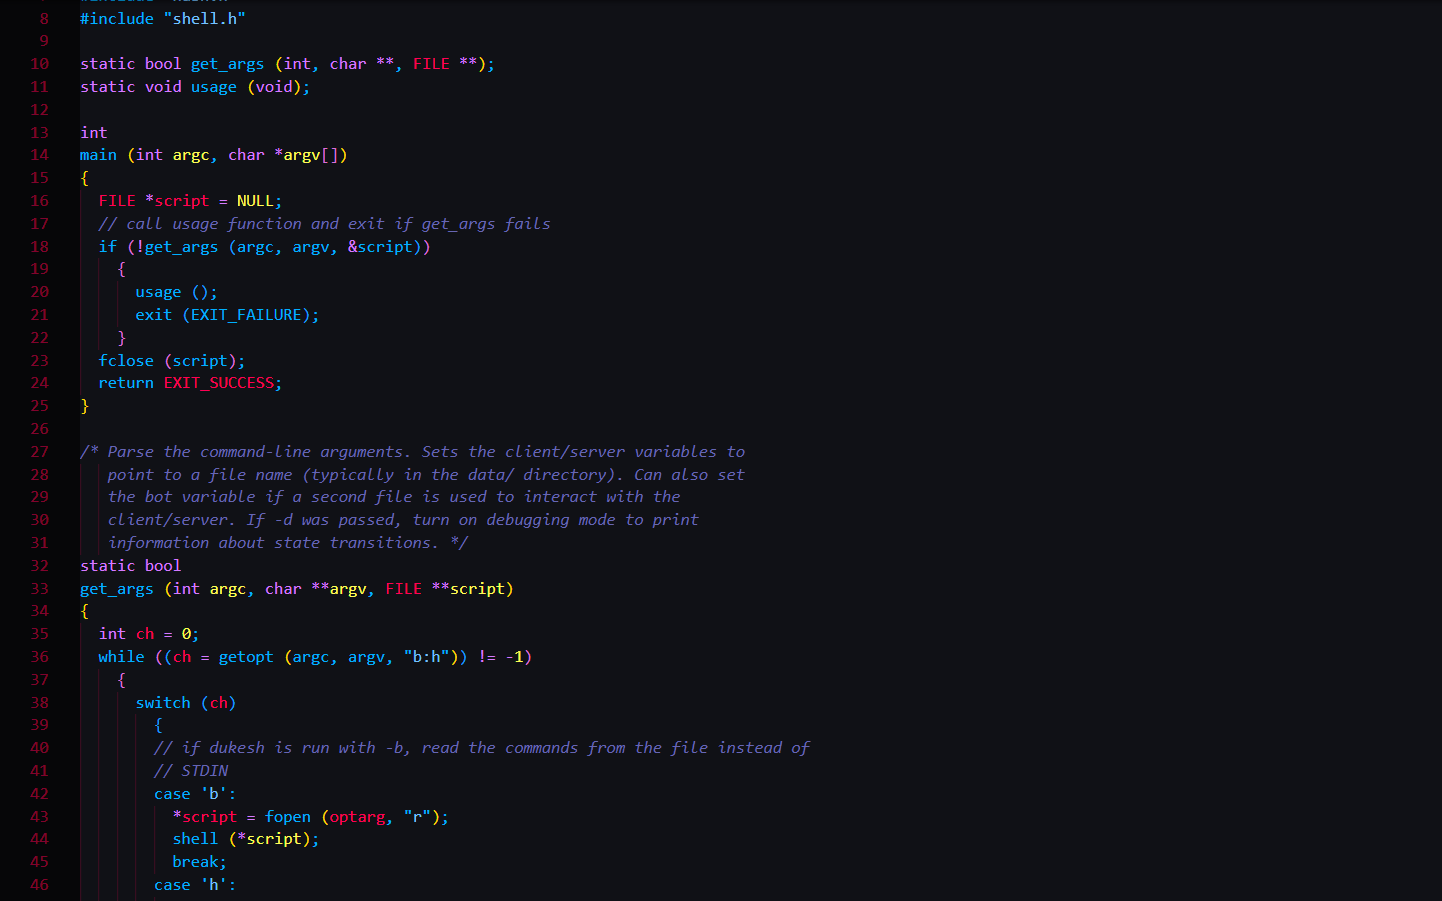 8 #include "shell.h"
9
10 static bool get_args (int, char **, FILE **);
11 static void usage (void);
12
13 int
14 main (int argc, char *argv[])
15 {
16   FILE *script = NULL;
17   // call usage function and exit if get_args fails
18   if (!get_args (argc, argv, &script))
19     {
20       usage ();
21       exit (EXIT_FAILURE);
22     }
23   fclose (script);
24   return EXIT_SUCCESS;
25 }
26
27 /* Parse the command-line arguments. Sets the client/server variables to
28    point to a file name (typically in the data/ directory). Can also set
29    the bot variable if a second file is used to interact with the
30    client/server. If -d was passed, turn on debugging mode to print
31    information about state transitions. */
32 static bool
33 get_args (int argc, char **argv, FILE **script)
34 {
35   int ch = 0;
36   while ((ch = getopt (argc, argv, "b:h")) != -1)
37     {
38       switch (ch)
39         {
40         // if dukesh is run with -b, read the commands from the file instead of
41         // STDIN
42         case 'b':
43           *script = fopen (optarg, "r");
44           shell (*script);
45           break;
46         case 'h':